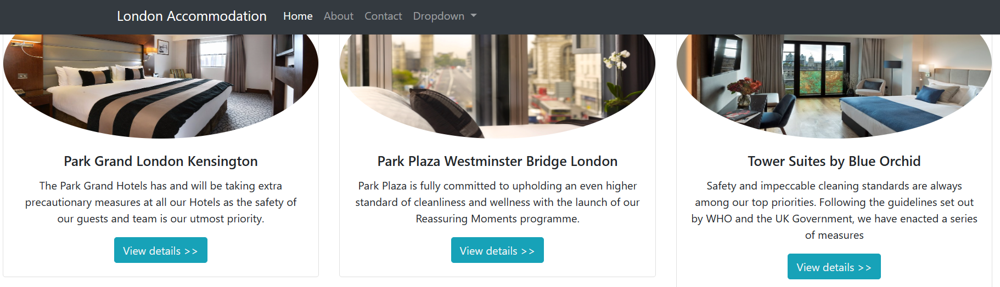 London Accommodation Home About Contact Dropdown
Park Grand London Kensington
The Park Grand Hotels has and will be taking extra
precautionary measures at all our Hotels as the safety of
our guests and team is our utmost priority.
View details >>
Park Plaza Westminster Bridge London
Park Plaza is fully committed to upholding an even higher
standard of cleanliness and wellness with the launch of our
Reassuring Moments programme.
View details >>
Tower Suites by Blue Orchid
Safety and impeccable cleaning standards are always
among our top priorities. Following the guidelines set out
by WHO and the UK Government, we have enacted a series
of measures
View details >>